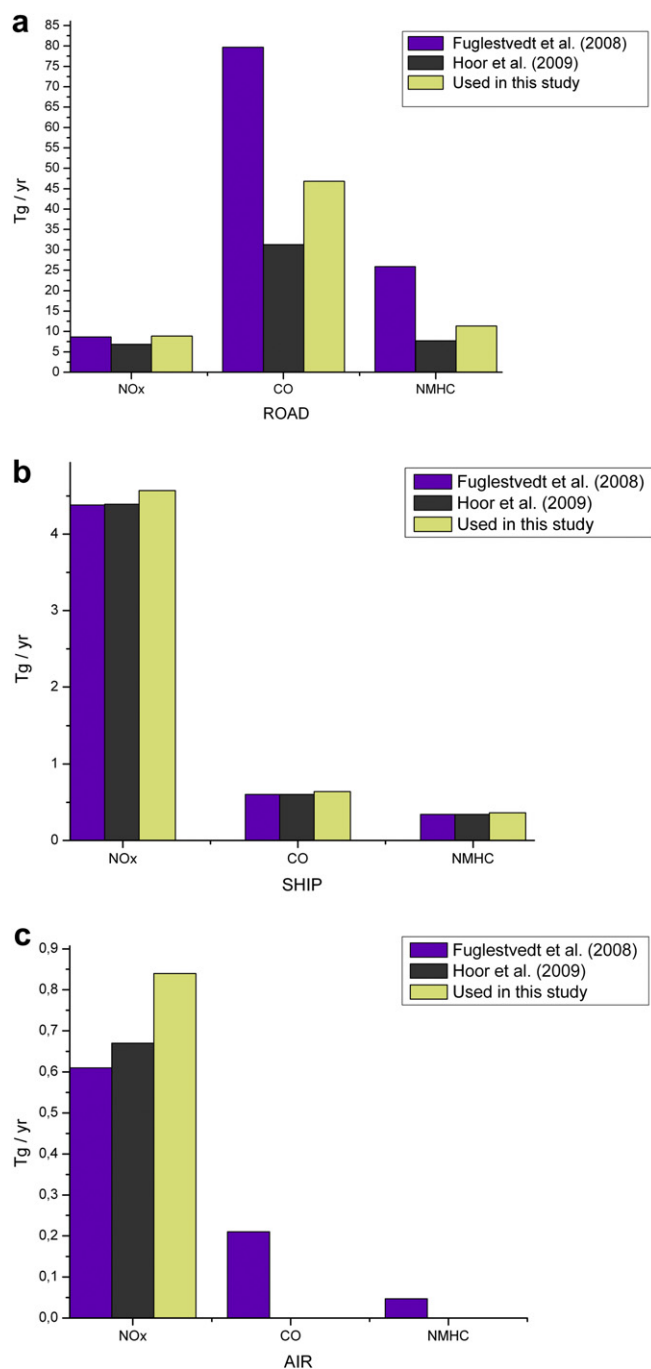 a
85
80
75
70
65
60
55
50
45
40
35
30
25
20
15
10
5
0
Tg / yr
Fuglestvedt et al. (2008)
Hoor et al. (2009)
Used in this study
NOx CO NMHC
ROAD
b
4
3
2
1
0
Tg / yr
Fuglestvedt et al. (2008)
Hoor et al. (2009)
Used in this study
NOx CO NMHC
SHIP
c
0,9
0,8
0,7
0,6
0,5
0,4
0,3
0,2
0,1
0,0
Tg / yr
Fuglestvedt et al. (2008)
Hoor et al. (2009)
Used in this study
NOx CO NMHC
AIR